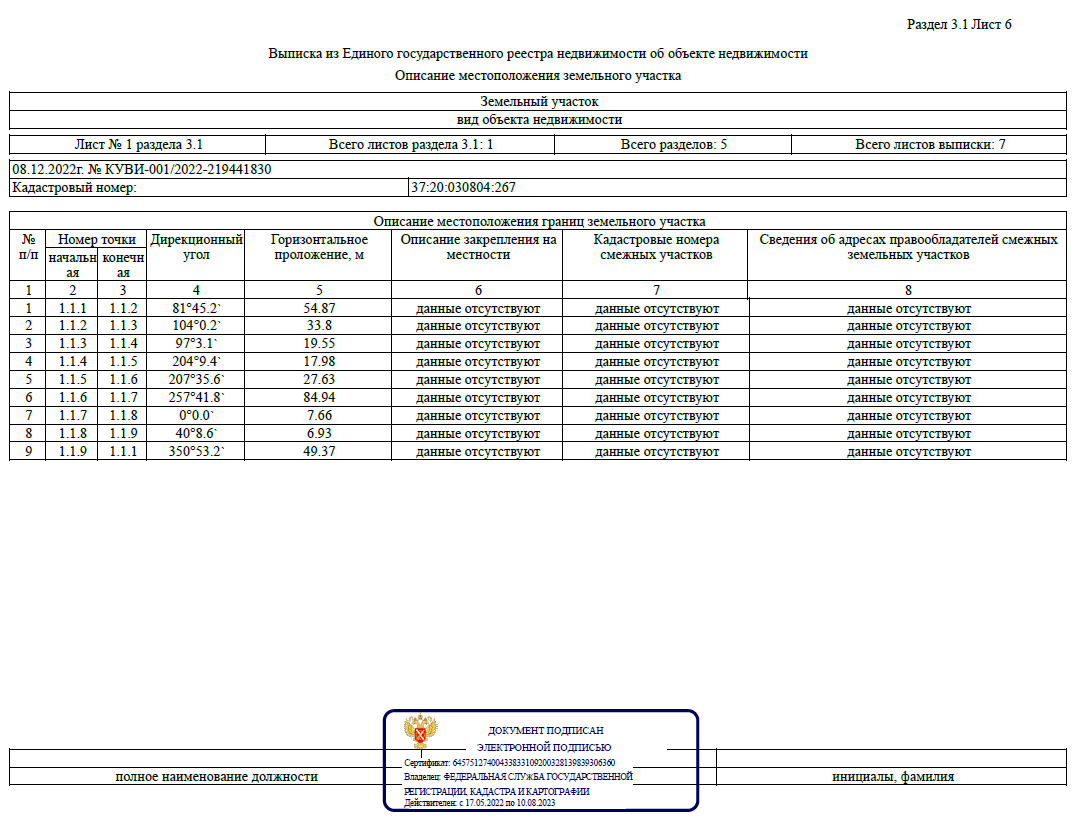 Раздел 3.1 Лист 6
Выписка из Единого государственного реестра недвижимости об объекте недвижимости
Описание местоположения земельного участка
Земельный участок
вид объекта недвижимости
Лист № 1 раздела 3.1 Всего листов раздела 3.1: 1 Всего разделов: 5 Всего листов выписки: 7
08.12.2022г. № КУВИ-001/2022-219441830
Кадастровый номер: 37:20:030804:267
Описание местоположения границ земельного участка
№ Номер точки Дирекционный Горизонтальное Описание закрепления на Кадастровые номера Сведения об адресах правообладателей смежных
п/п начальн конечн угол проложение, м местности смежных участков земельных участков
ая ая
1 2 3 4 5 6 7 8
1 1.1.1 1.1.2 81°45.2` 54.87 данные отсутствуют данные отсутствуют данные отсутствуют
2 1.1.2 1.1.3 104°0.2` 33.8 данные отсутствуют данные отсутствуют данные отсутствуют
3 1.1.3 1.1.4 97°3.1` 19.55 данные отсутствуют данные отсутствуют данные отсутствуют
4 1.1.4 1.1.5 204°9.4` 17.98 данные отсутствуют данные отсутствуют данные отсутствуют
5 1.1.5 1.1.6 207°35.6` 27.63 данные отсутствуют данные отсутствуют данные отсутствуют
6 1.1.6 1.1.7 257°41.8` 84.94 данные отсутствуют данные отсутствуют данные отсутствуют
7 1.1.7 1.1.8 0°0.0` 7.66 данные отсутствуют данные отсутствуют данные отсутствуют
8 1.1.8 1.1.9 40°8.6` 6.93 данные отсутствуют данные отсутствуют данные отсутствуют
9 1.1.9 1.1.1 350°53.2` 49.37 данные отсутствуют данные отсутствуют данные отсутствуют
ДОКУМЕНТ ПОДПИСАН
ЭЛЕКТРОННОЙ ПОДПИСЬЮ
Сертификат: 64575127400433833109200328139839306360
полное наименование должности Владелец: ФЕДЕРАЛЬНАЯ СЛУЖБА ГОСУДАРСТВЕННОЙ инициалы, фамилия
РЕГИСТРАЦИИ, КАДАСТРА И КАРТОГРАФИИ
Действителен: с 17.05.2022 по 10.08.2023